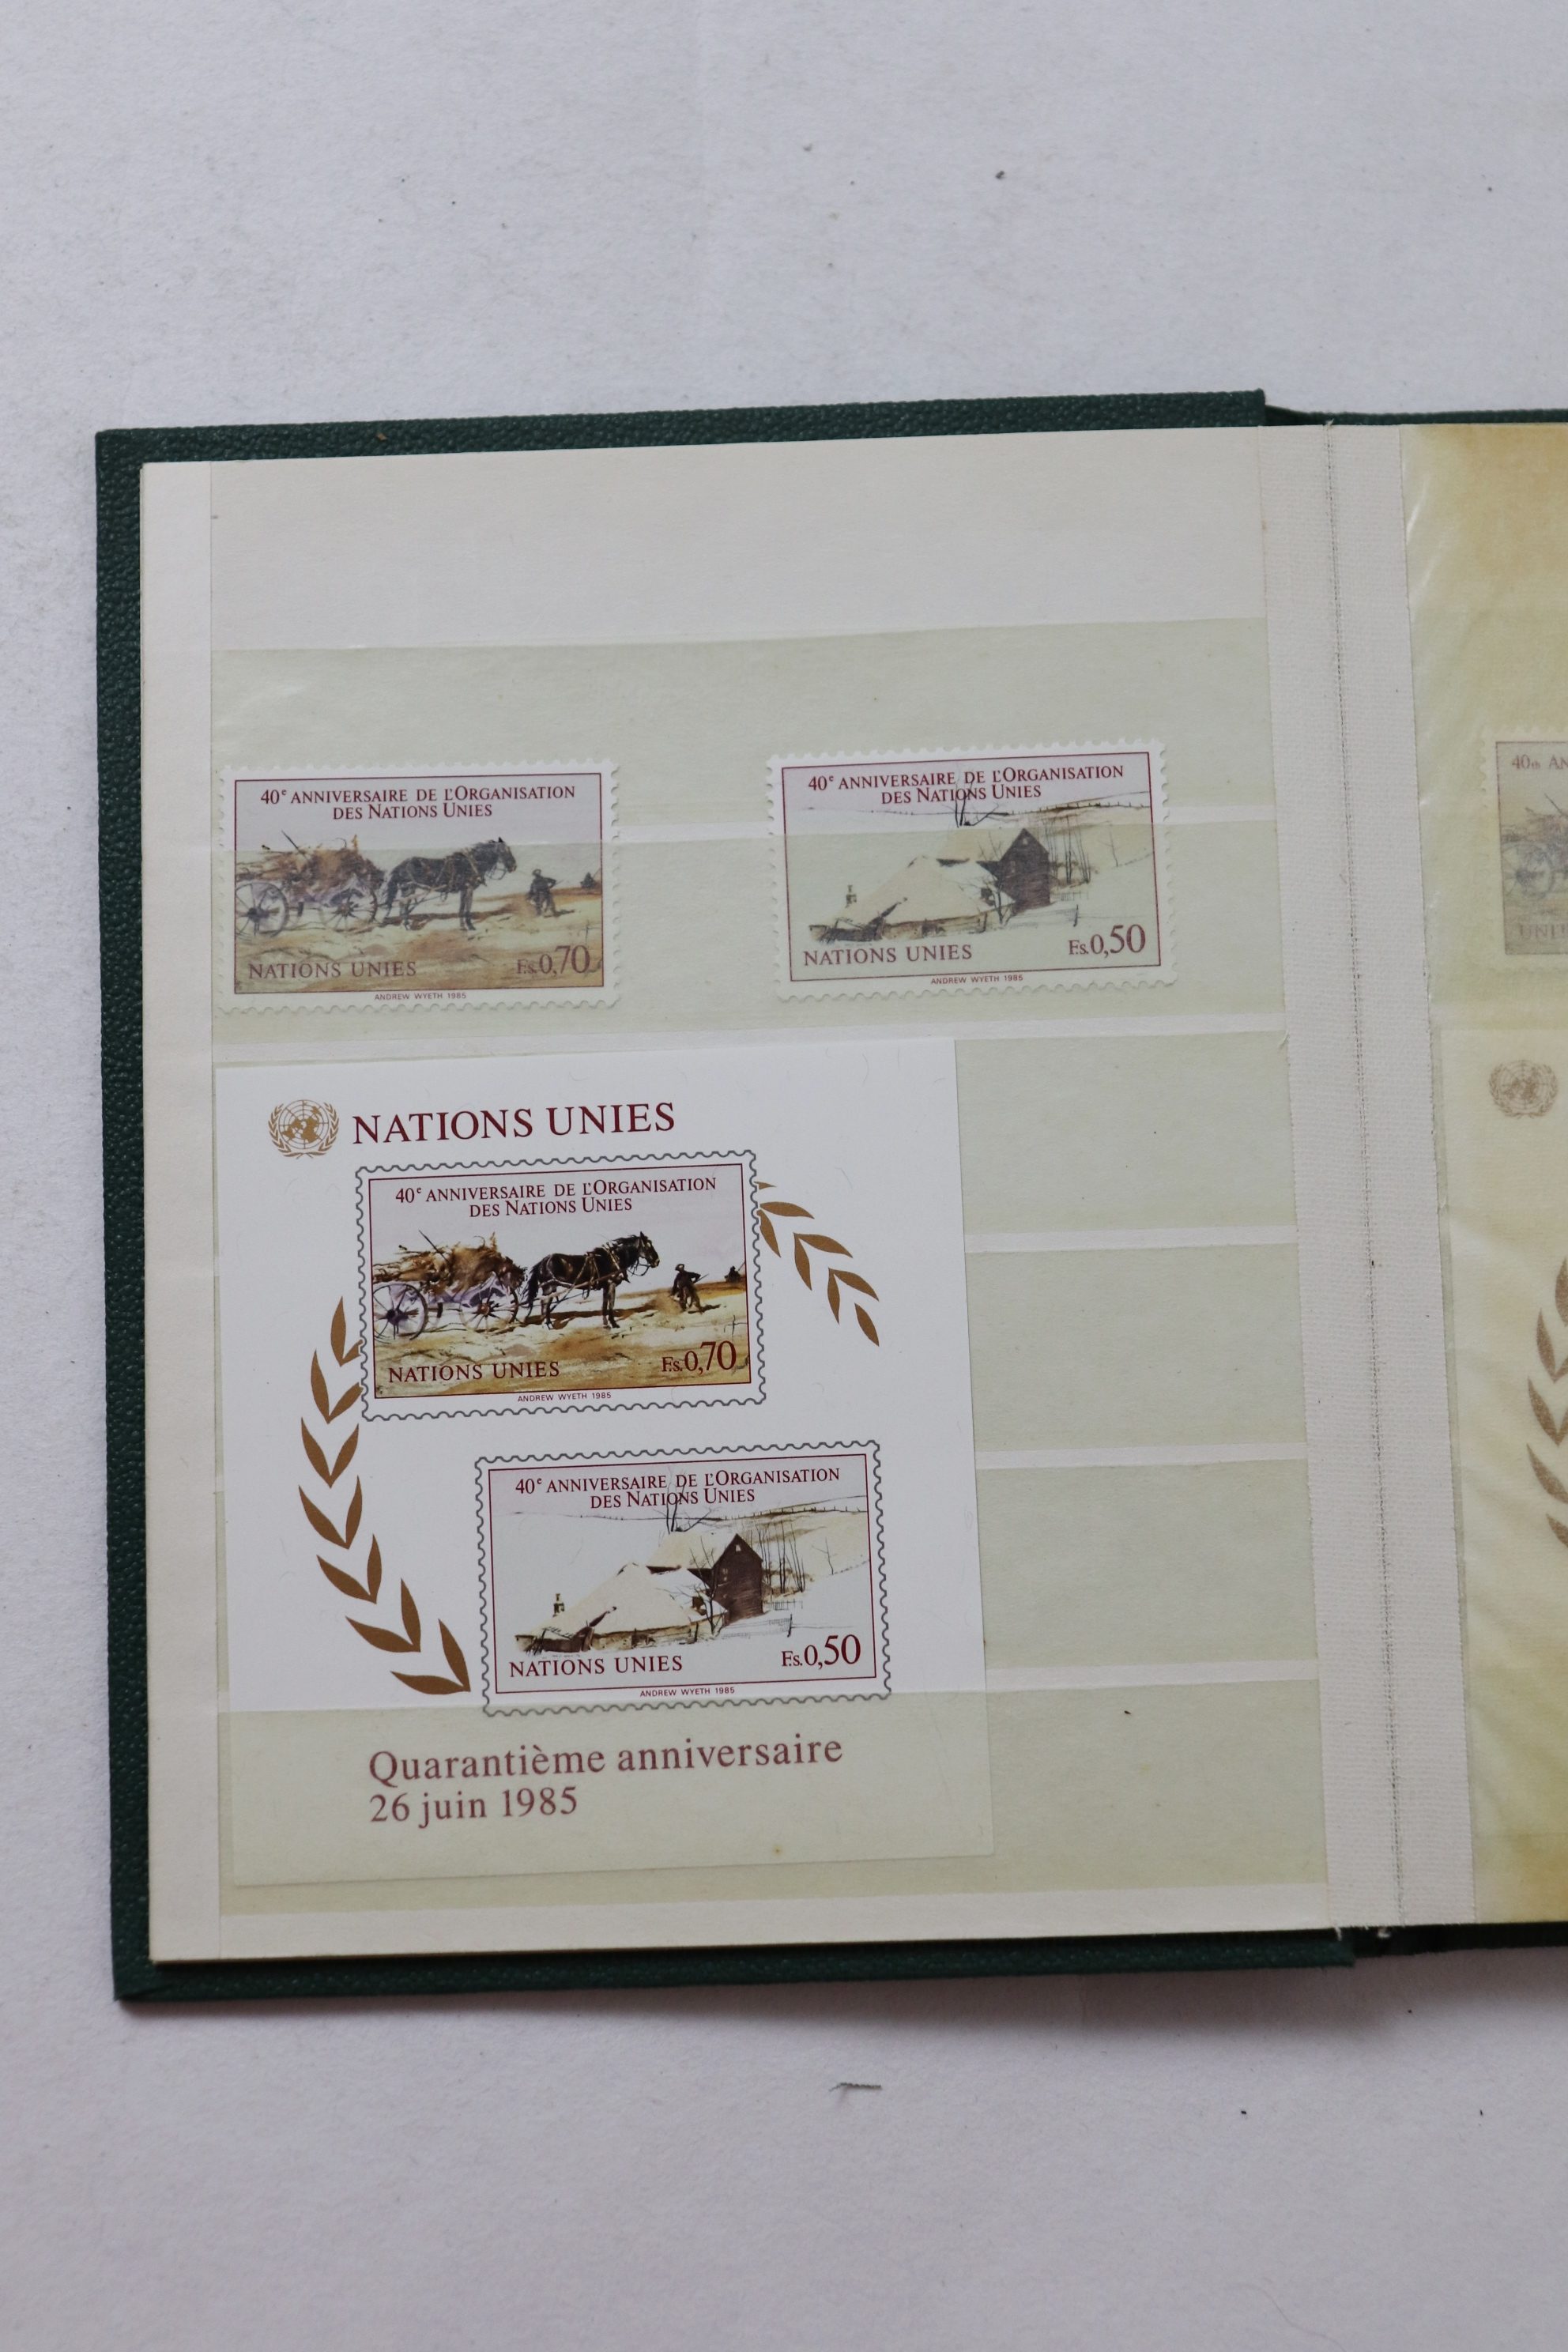 40e ANNIVERSAIRE DE L'ORGANISATION
DES NATIONS UNIES
NATIONS UNIES
F.s.0,70
ANDREW WYETH 1985
40e ANNIVERSAIRE DE L'ORGANISATION
DES NATIONS UNIES
NATIONS UNIES
F.s.0,50
ANDREW WYETH 1985
NATIONS UNIES
40e ANNIVERSAIRE DE L'ORGANISATION
DES NATIONS UNIES
NATIONS UNIES
F.s.0,70
ANDREW WYETH 1985
40e ANNIVERSAIRE DE L'ORGANISATION
DES NATIONS UNIES
NATIONS UNIES
F.s.0,50
ANDREW WYETH 1985
Quarantième anniversaire
26 juin 1985
40th AN